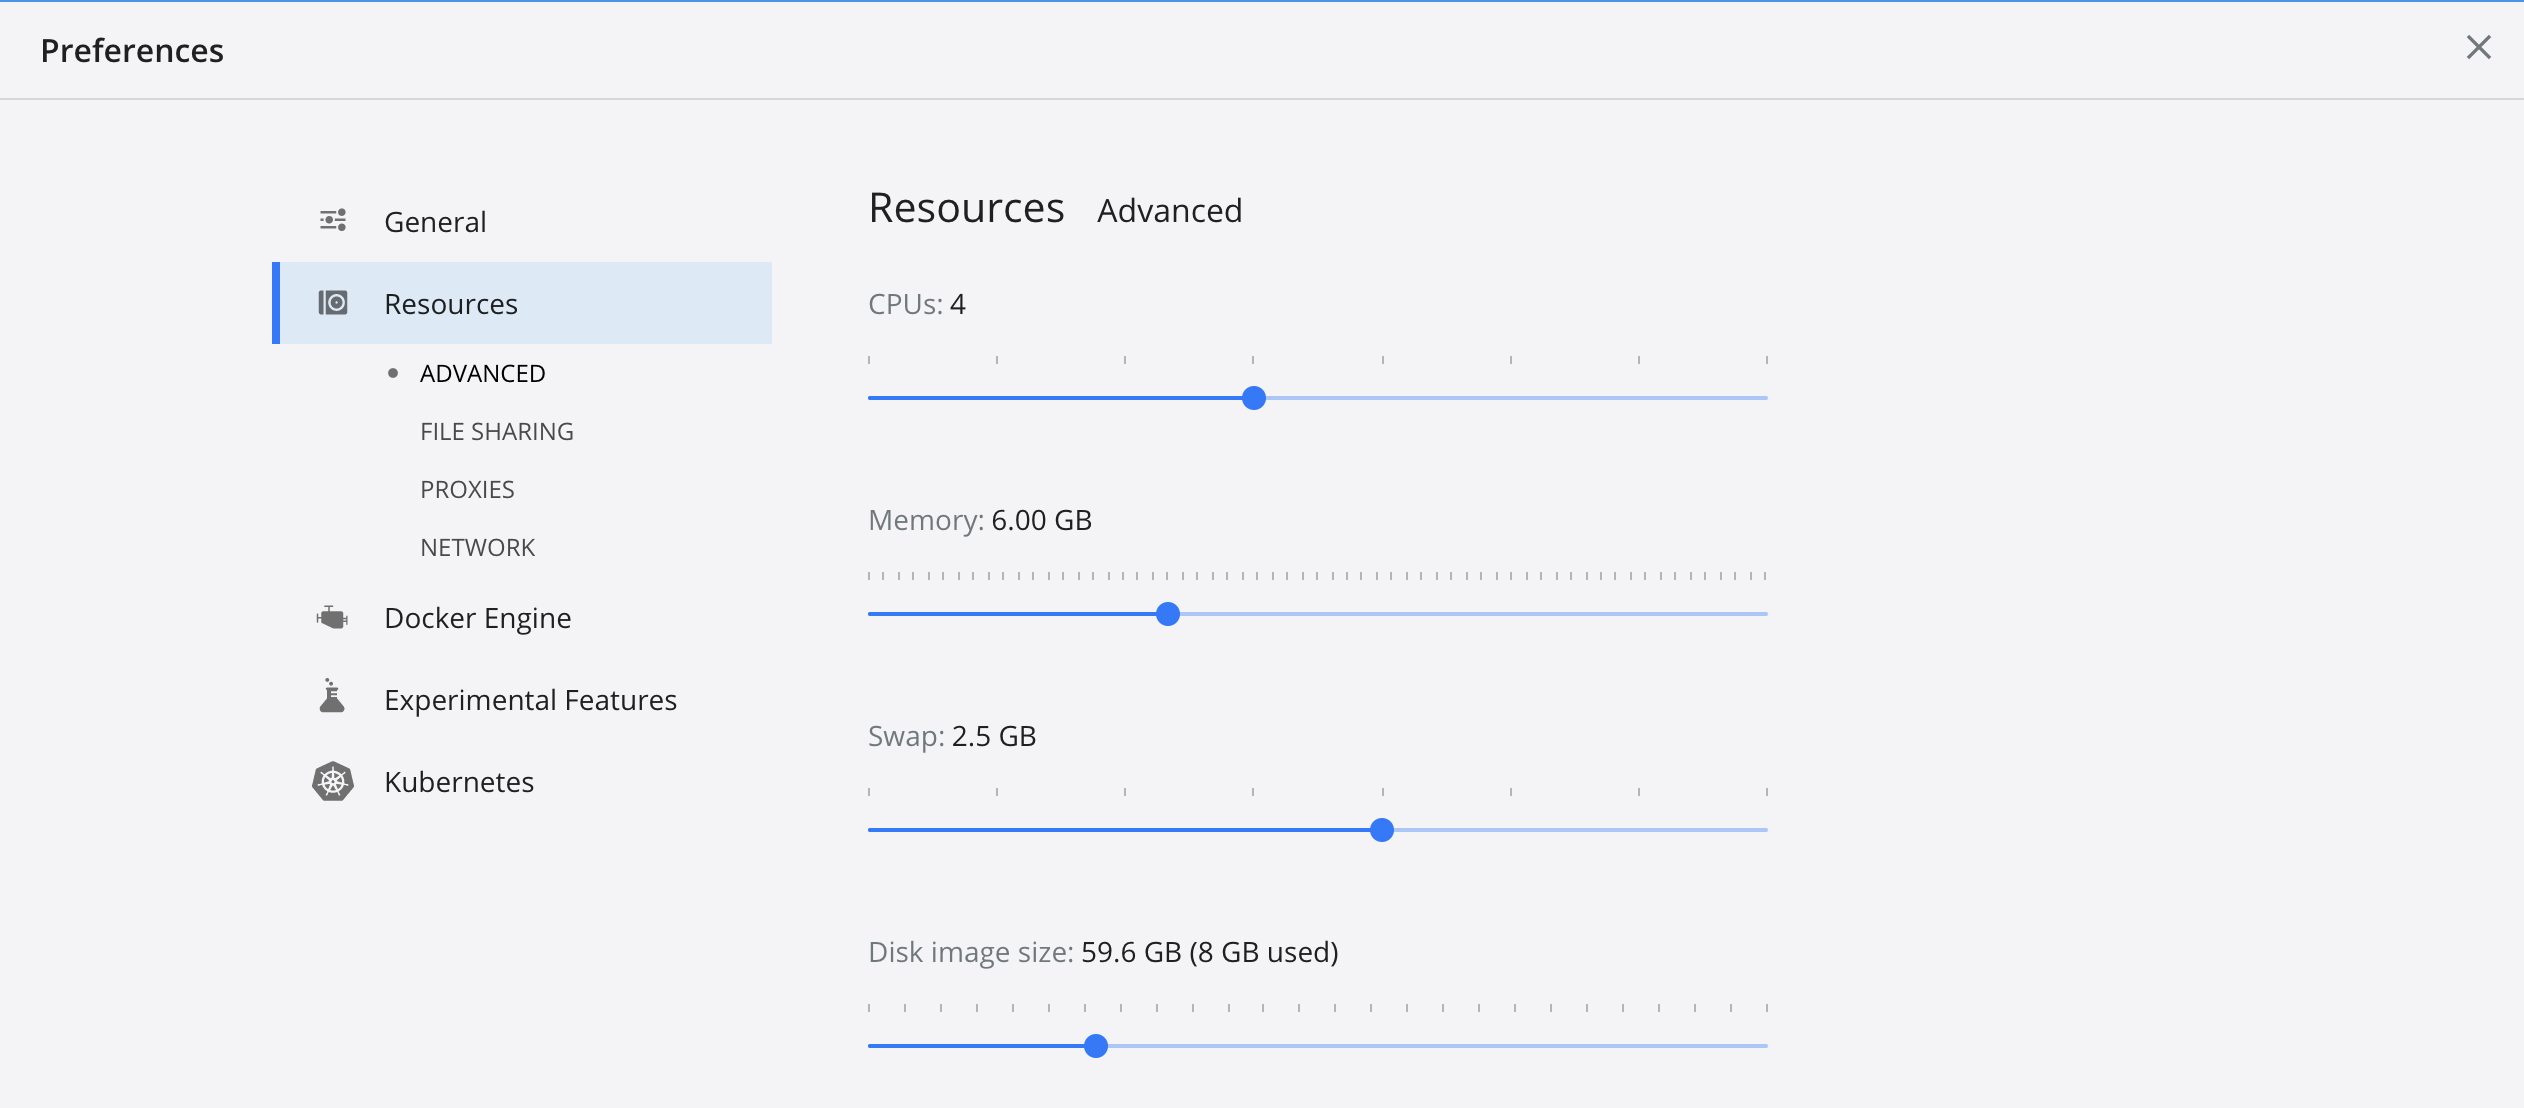 Preferences
General
Resources
ADVANCED
FILE SHARING
PROXIES
NETWORK
Docker Engine
Experimental Features
Kubernetes
Resources Advanced
CPUs: 4
Memory: 6.00 GB
Swap: 2.5 GB
Disk image size: 59.6 GB (8 GB used)